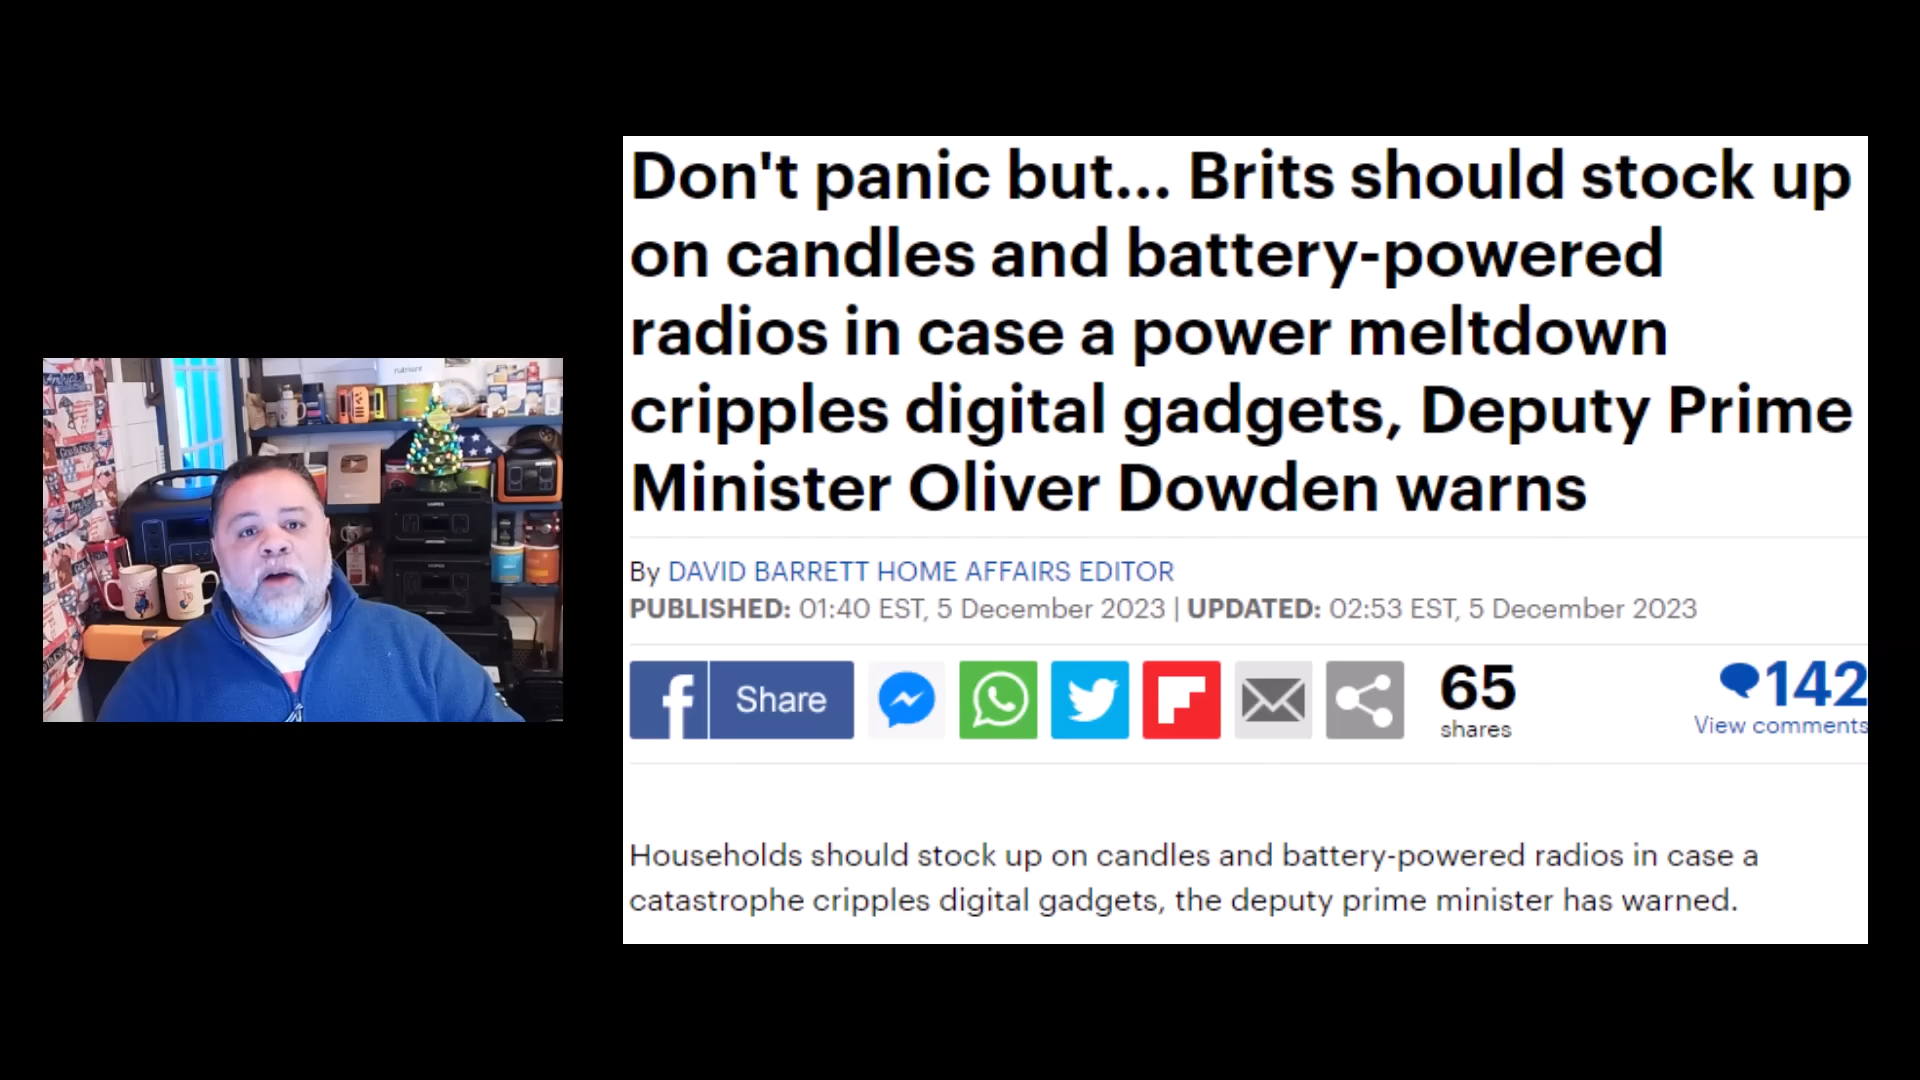 Don't panic but... Brits should stock up
on candles and battery-powered
radios in case a power meltdown
cripples digital gadgets, Deputy Prime
Minister Oliver Dowden warns
By DAVID BARRETT HOME AFFAIRS EDITOR
PUBLISHED: 01:40 EST, 5 December 2023 | UPDATED: 02:53 EST, 5 December 2023
Share
65
shares
142
View comments
Households should stock up on candles and battery-powered radios in case a
catastrophe cripples digital gadgets, the deputy prime minister has warned.